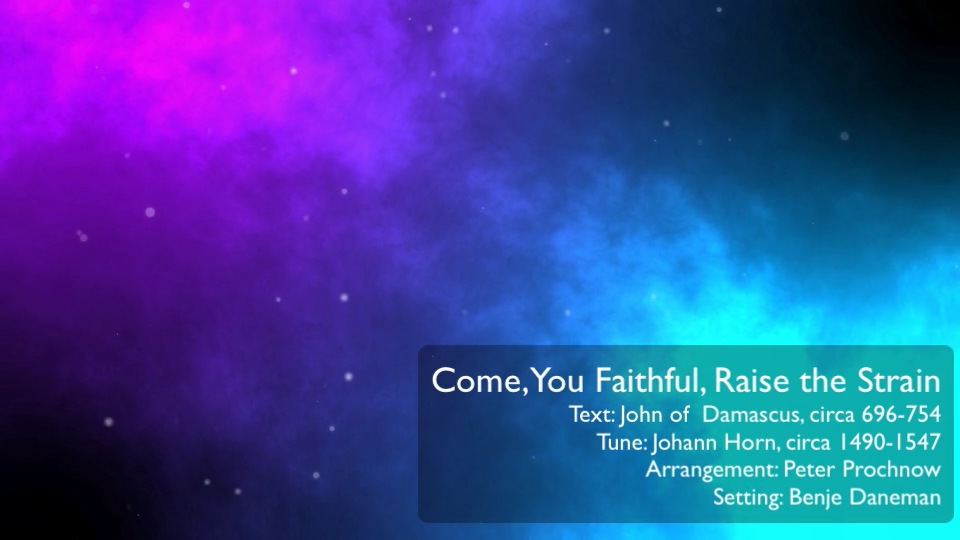 Come, You Faithful, Raise the Strain
Text: John of Damascus, circa 696-754
Tune: Johann Horn, circa 1490-1547
Arrangement: Peter Prochnow
Setting: Benje Daneman